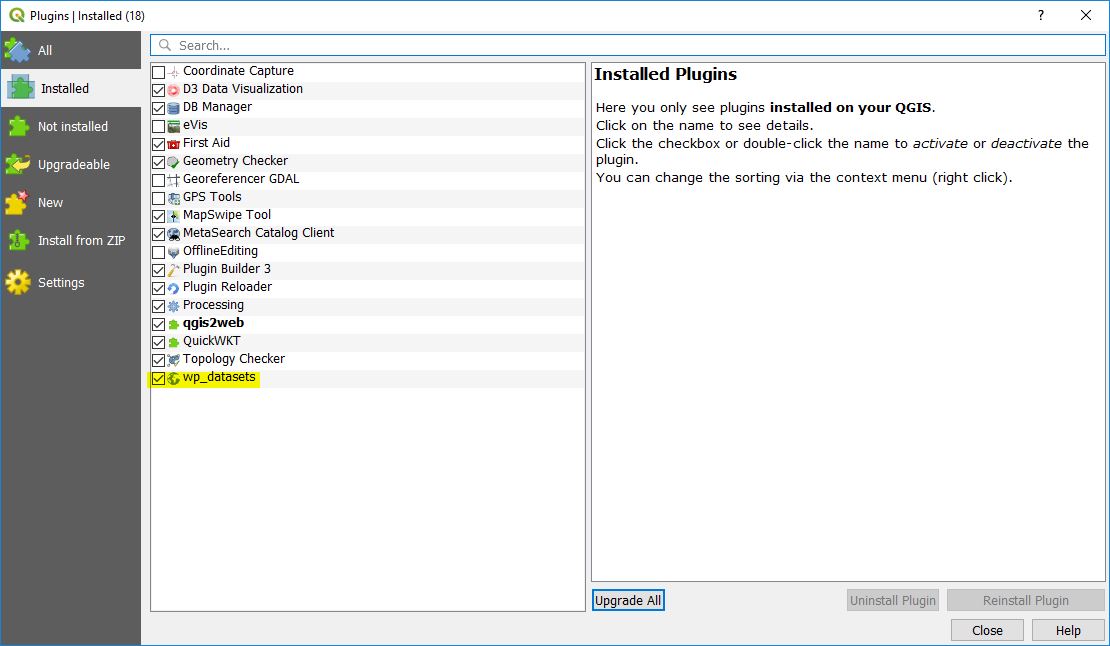 Plugins | Installed (18)
?
All
Installed
Not installed
Upgradeable
New
Install from ZIP
Settings
Search...
Coordinate Capture
D3 Data Visualization
DB Manager
eVis
First Aid
Geometry Checker
Georeferencer GDAL
GPS Tools
MapSwipe Tool
MetaSearch Catalog Client
OfflineEditing
Plugin Builder 3
Plugin Reloader
Processing
qgis2web
QuickWKT
Topology Checker
wp_datasets
Installed Plugins
Here you only see plugins installed on your QGIS.
Click on the name to see details.
Click the checkbox or double-click the name to activate or deactivate the
plugin.
You can change the sorting via the context menu (right click).
Upgrade All
Uninstall Plugin
Reinstall Plugin
Close
Help